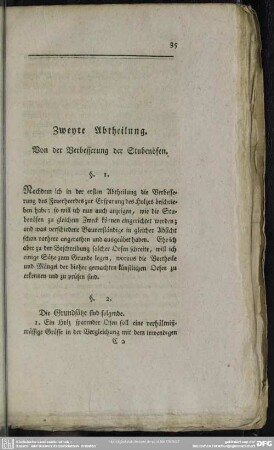 35
Zweyte Abtheilung.
Von der Verbesserung der Stubenöfen.
§. 1.
Nachdem ich in der ersten Abtheilung die Verbesse-
rung des Feuerheerdes zur Ersparung des Holzes beschrie-
ben habe: so will ich nun auch anzeigen, wie die Stu-
benöfen zu gleichem Zweck können eingerichtet werden;
und was verschiedene Bauverständige in gleicher Absicht
schon vorhero angerathen und ausgeübet haben. Ehe ich
aber zu der Beschreibung solcher Oefen schreite, will ich
einige Sätze zum Grunde legen, woraus die Vortheile
und Mängel der bisher gemachten künstlichen Oefen zu
erkennen und zu prüfen sind.
§. 2.
Die Grundsätze sind folgende.
1. Ein Holz sparender Ofen soll eine verhältniß-
mässige Grösse in der Vergleichung mit dem inwendigen
C 2